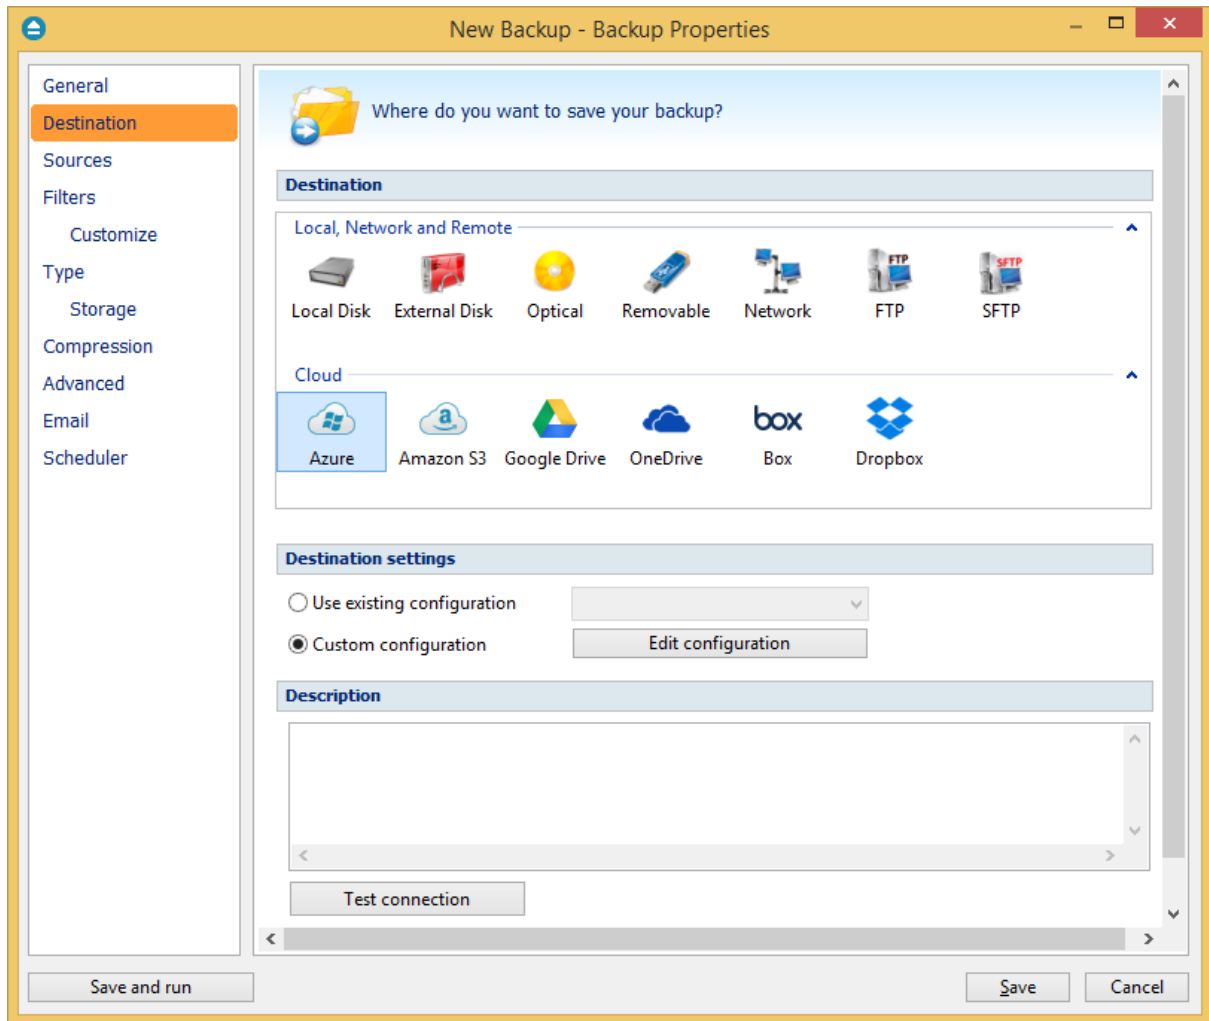 New Backup - Backup Properties
General
Destination
Sources
Filters
Customize
Type
Storage
Compression
Advanced
Email
Scheduler
Where do you want to save your backup?
Destination
Local, Network and Remote
FTP SFTP
Local Disk External Disk Optical Removable Network FTP SFTP
Cloud
a box
Azure Amazon S3 Google Drive OneDrive Box Dropbox
Destination settings
Use existing configuration
Custom configuration Edit configuration
Description
Test connection
Save and run Save Cancel